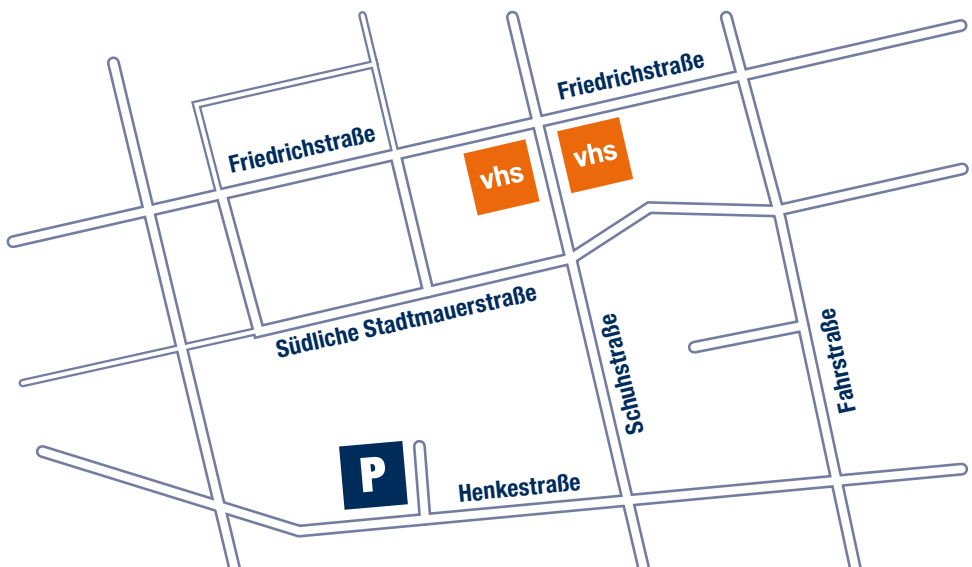 Friedrichstraße
Friedrichstraße
vhs
vhs
Südliche Stadtmauerstraße
Schuhstraße
Fahrstraße
P
Henkestraße